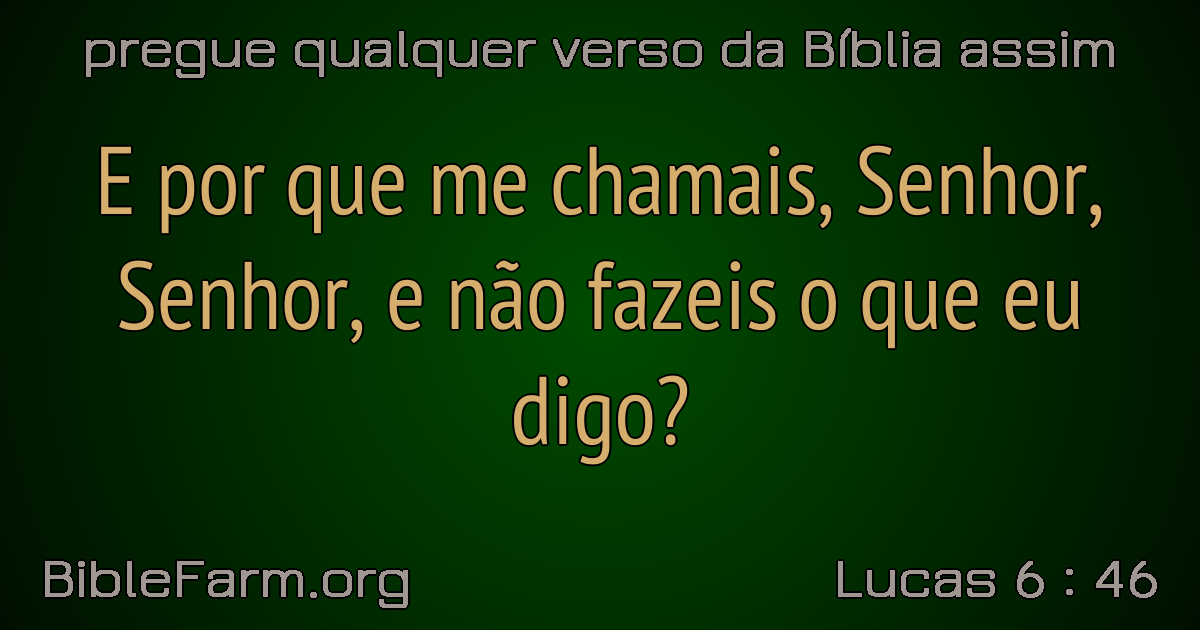 pregue qualquer verso da Bíblia assim
E por que me chamais, Senhor,
Senhor, e não fazeis o que eu
digo?
BibleFarm.org
Lucas 6 : 46